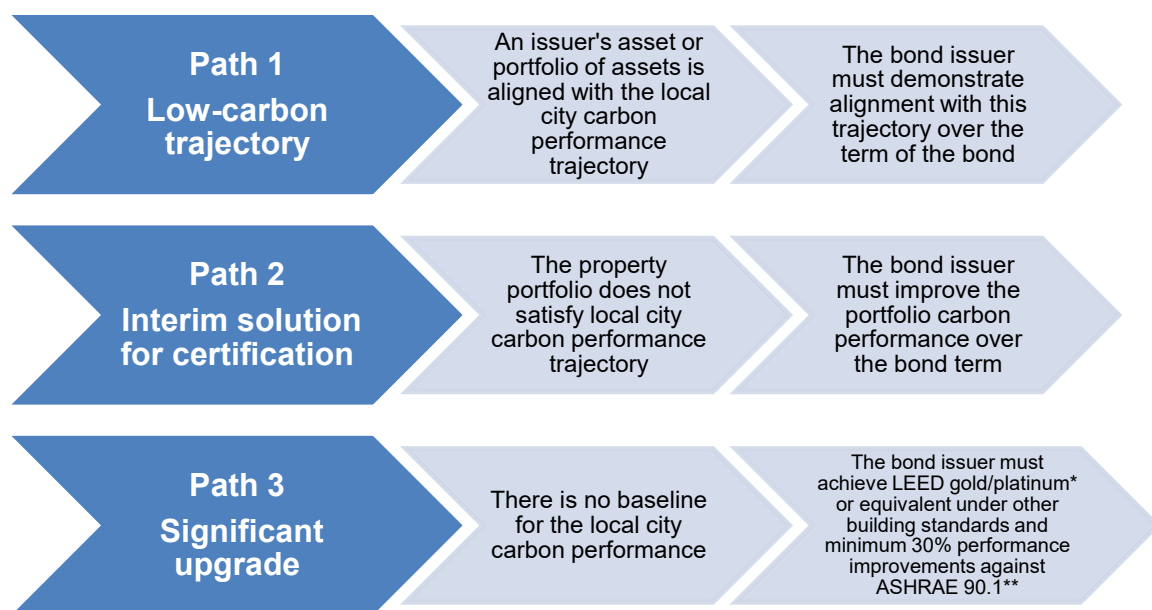 Path 1
Low-carbon
trajectory
An issuer's asset or
portfolio of assets is
aligned with the local
city carbon
performance
trajectory
The bond issuer
must demonstrate
alignment with this
trajectory over the
term of the bond
Path 2
Interim solution
for certification
The property
portfolio does not
satisfy local city
carbon performance
trajectory
The bond issuer
must improve the
portfolio carbon
performance over
the bond term
Path 3
Significant
upgrade
There is no baseline
for the local city
carbon performance
The bond issuer must
achieve LEED gold/platinum*
or equivalent under other
building standards and
minimum 30% performance
improvements against
ASHRAE 90.1**